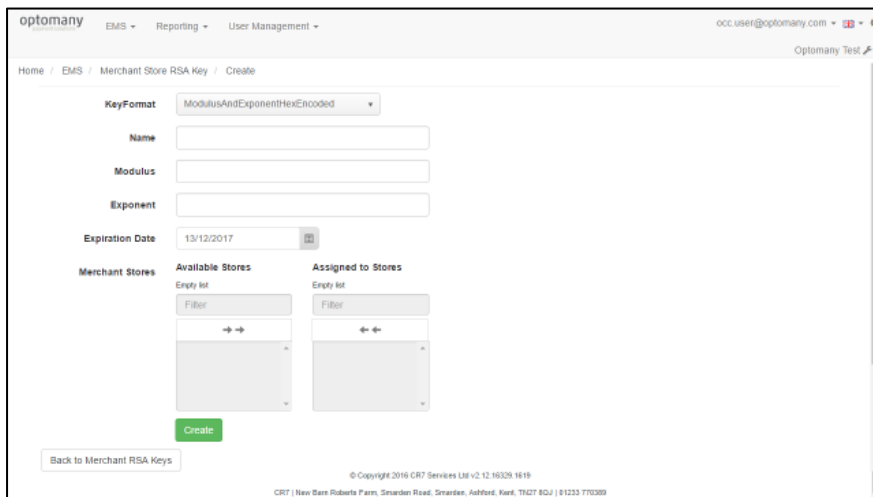 optomany
EMS Reporting User Management
occ.user@optomany.com
Optomany Test
Home / EMS / Merchant Store RSA Key / Create
KeyFormat ModulusAndExponentHexEncoded
Name
Modulus
Exponent
Expiration Date 13/12/2017
Merchant Stores Available Stores Assigned to Stores
Empty list Empty list
Filter Filter
Create
Back to Merchant RSA Keys
© Copyright 2016 CR7 Services Ltd v2.12.16329.1619
CR7 | New Barn Roberts Farm, Smarden Road, Smarden, Ashford, Kent, TN27 8QJ | 01233 770389